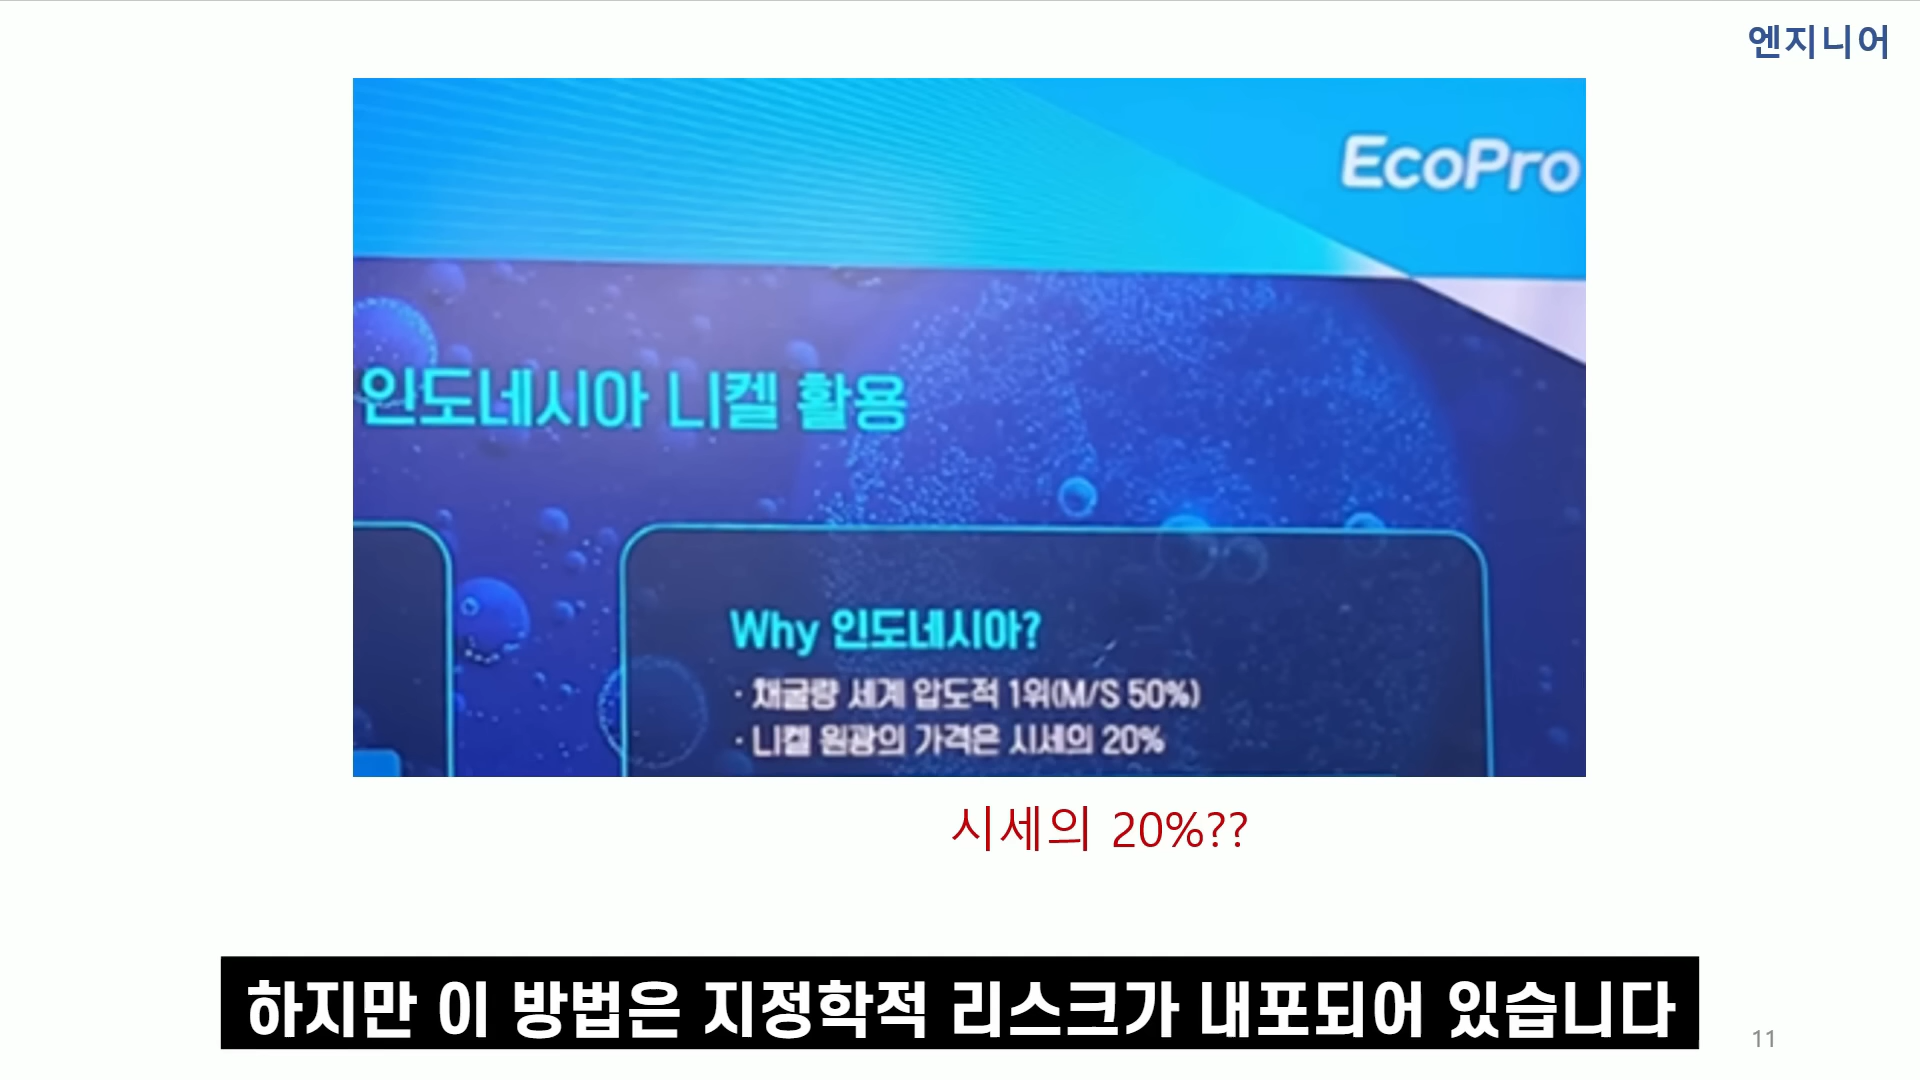 엔지니어
EcoPro
인도네시아 니켈 활용
Why 인도네시아?
· 채굴량 세계 압도적 1위(M/S 50%)
· 니켈 원광의 가격은 시세의 20%
시세의 20%??
하지만 이 방법은 지정학적 리스크가 내포되어 있습니다
11